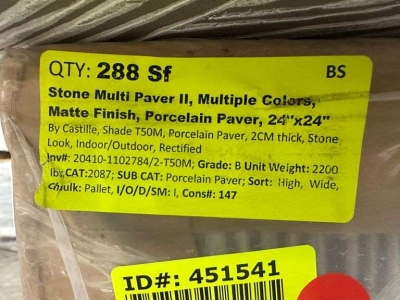 QTY: 288 Sf
BS
Stone Multi Paver II, Multiple Colors,
Matte Finish, Porcelain Paver, 24"x24"
By Castille, Shade T50M, Porcelain Paver, 2CM thick, Stone
Look, Indoor/Outdoor, Rectified
Inv#: 20410-1102784/2-T50M; Grade: B Unit Weight: 2200
lbs,CAT:2087; SUB CAT: Porcelain Paver; Sort: High, Wide,
Chulk: Pallet, I/O/D/SM: I, Cons#: 147
ID#: 451541